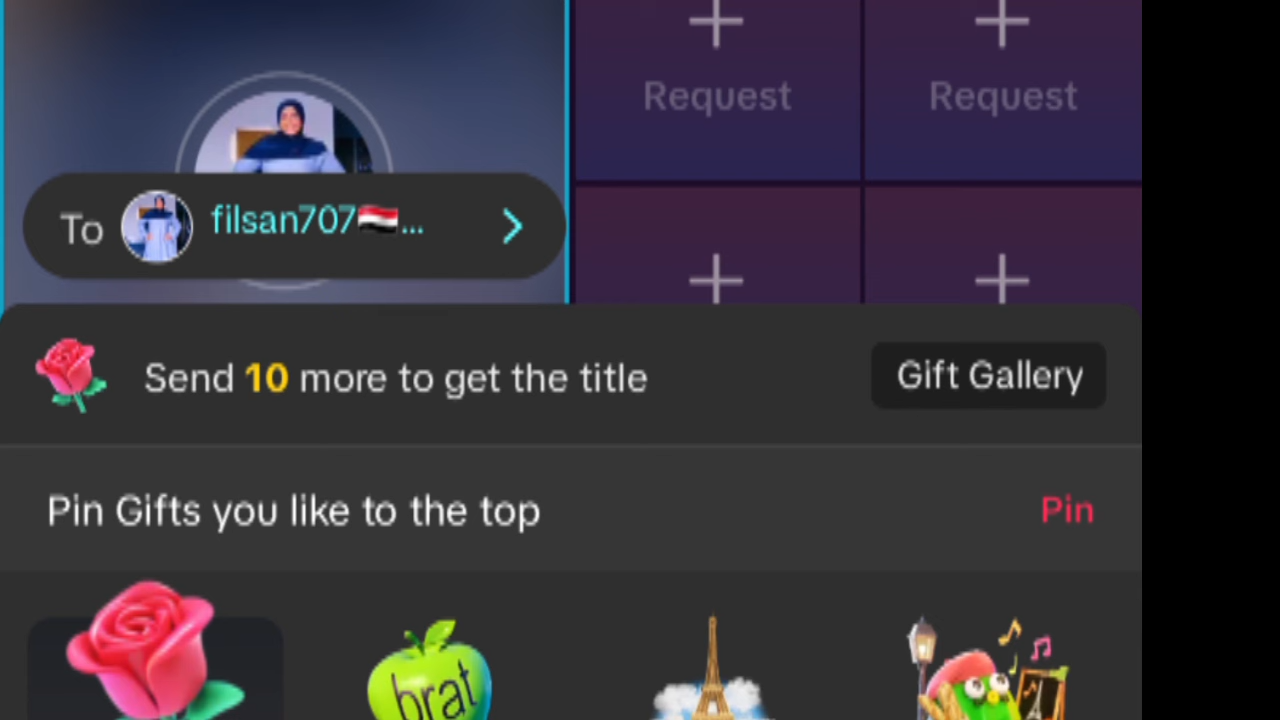 Request
Request
To filsan707🇾🇪...
Send 10 more to get the title
Gift Gallery
Pin Gifts you like to the top
Pin
brat